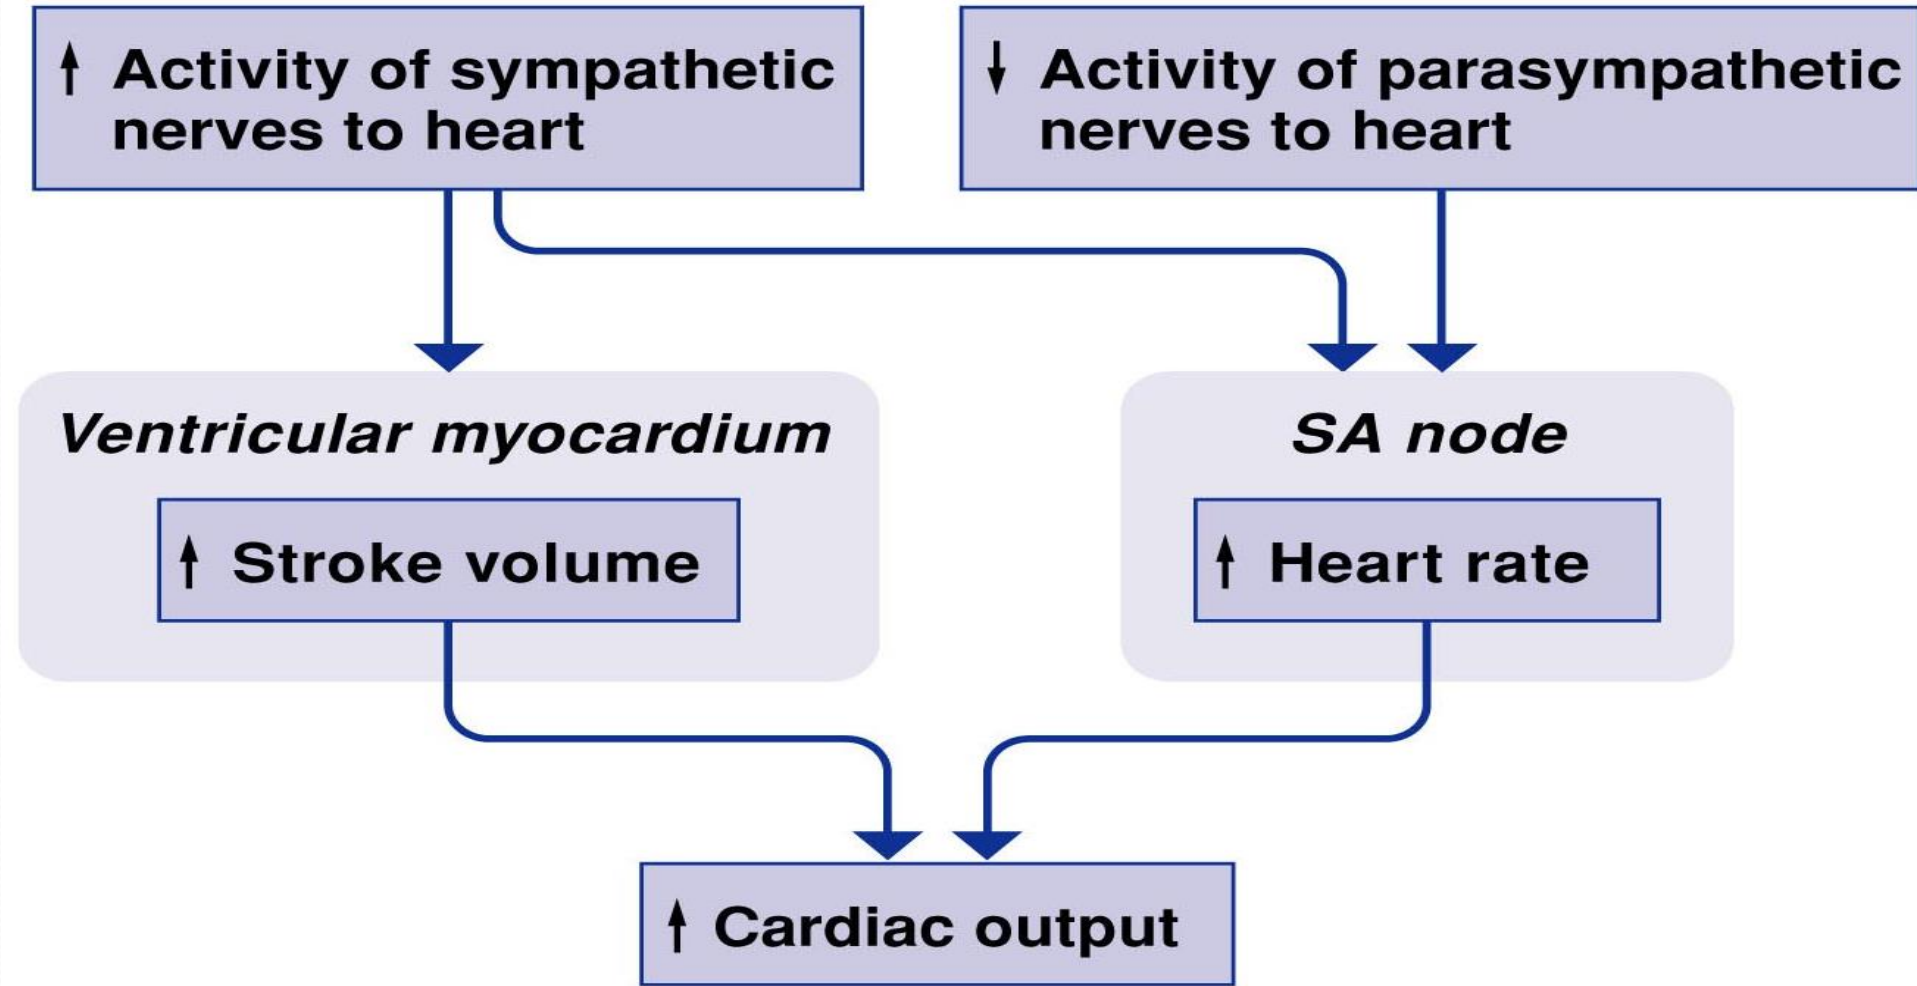 ↑ Activity of sympathetic
nerves to heart
↓ Activity of parasympathetic
nerves to heart
Ventricular myocardium
↑ Stroke volume
SA node
↑ Heart rate
↑ Cardiac output